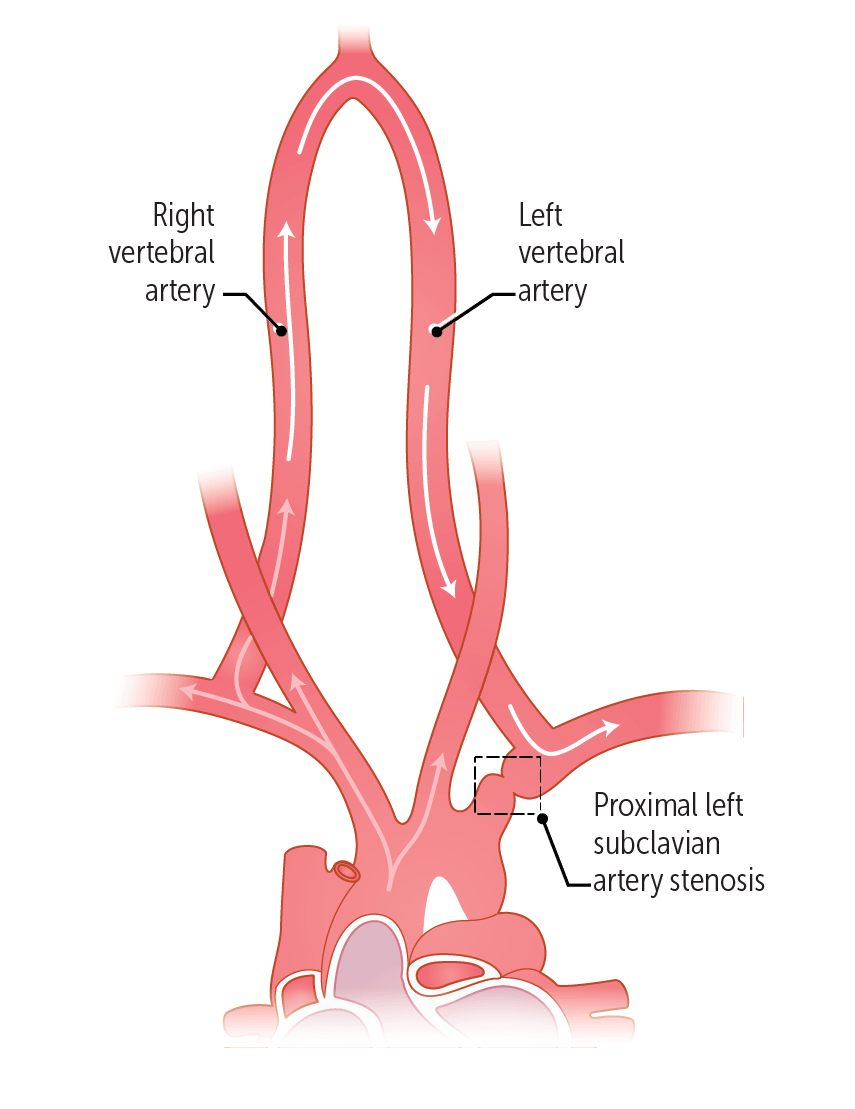 Right
vertebral
artery
Left
vertebral
artery
Proximal left
subclavian
artery stenosis